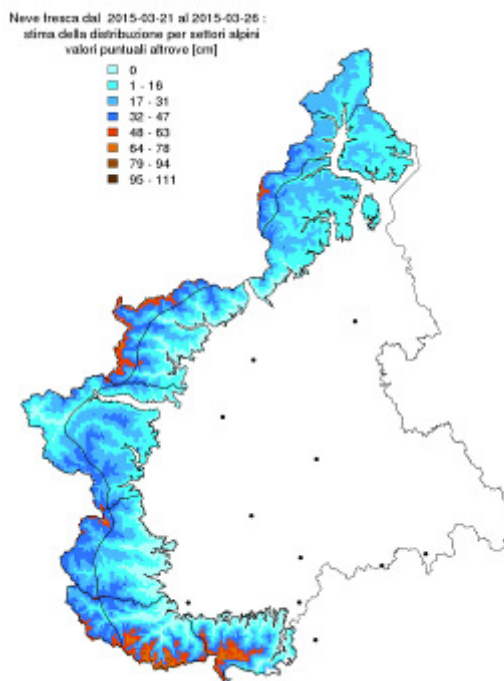 Neve fresca dal 2015-03-21 al 2015-03-26 :
stima della distribuzione per settori alpini
valori puntuali altrove [cm]
0
1 - 16
17 - 31
32 - 47
48 - 63
64 - 78
79 - 94
95 - 111